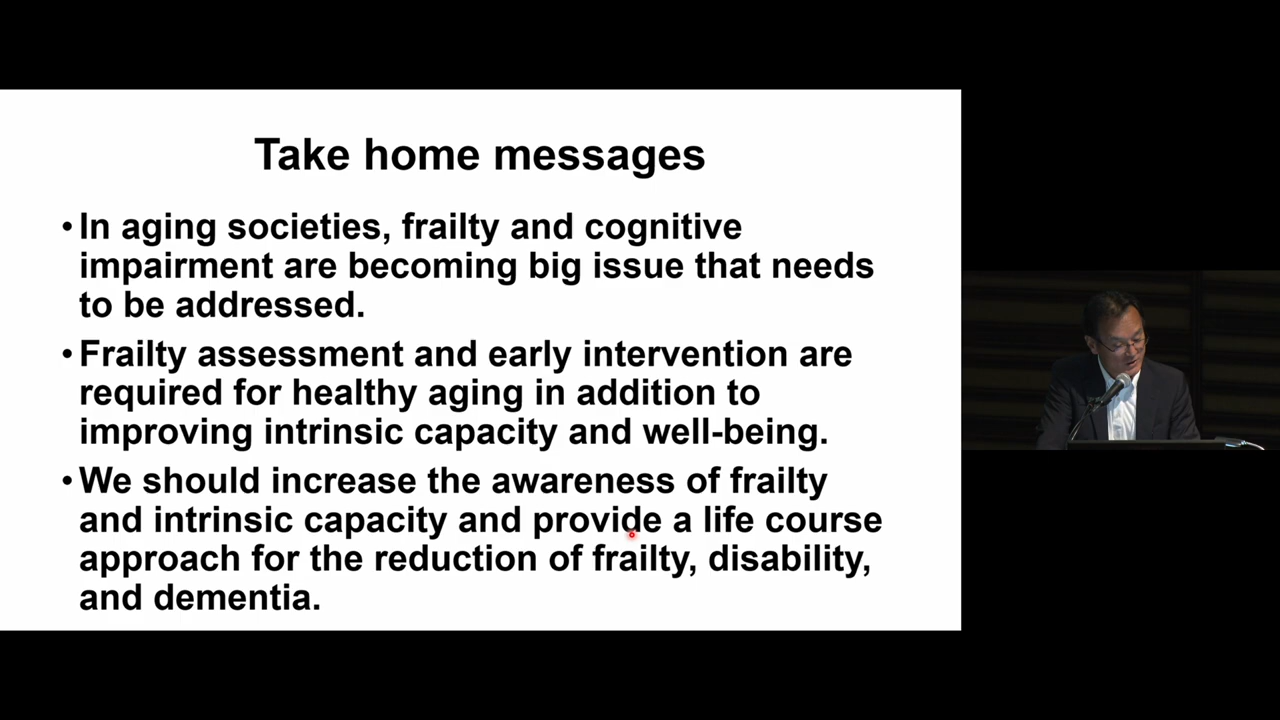 Take home messages
• In aging societies, frailty and cognitive
impairment are becoming big issue that needs
to be addressed.
• Frailty assessment and early intervention are
required for healthy aging in addition to
improving intrinsic capacity and well-being.
• We should increase the awareness of frailty
and intrinsic capacity and provide a life course
approach for the reduction of frailty, disability,
and dementia.